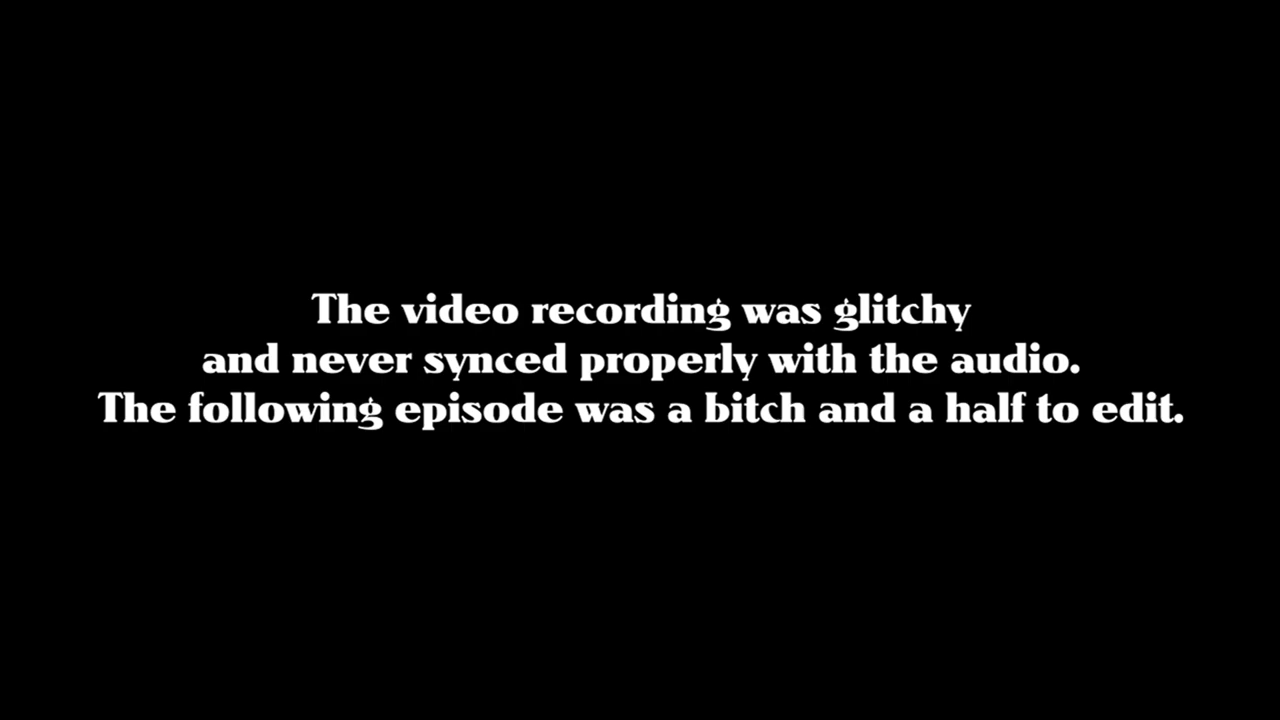 The video recording was glitchy
and never synced properly with the audio.
The following episode was a bitch and a half to edit.